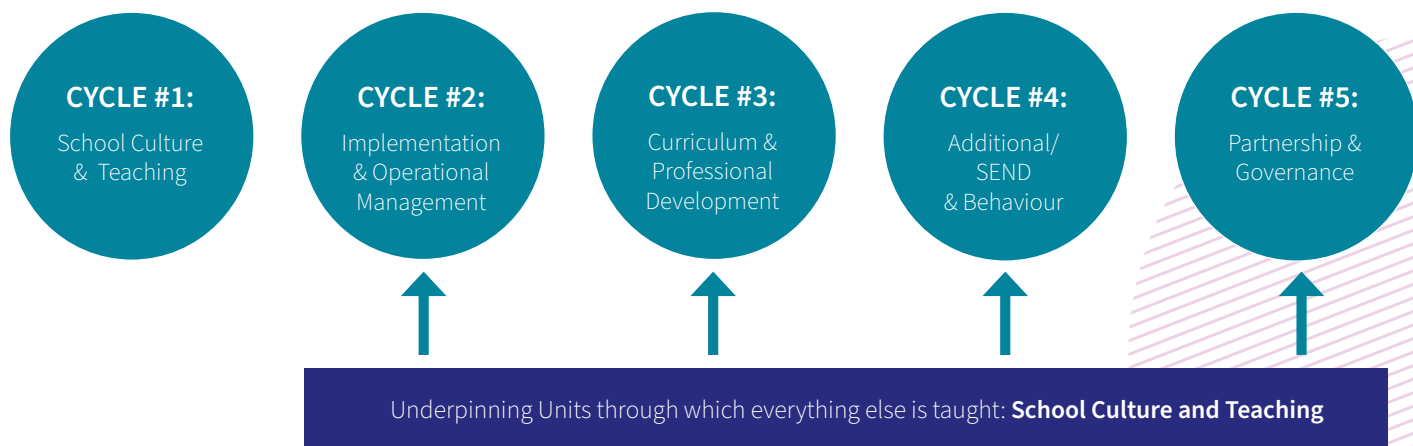 CYCLE #1:
School Culture
& Teaching
CYCLE #2:
Implementation
& Operational
Management
CYCLE #3:
Curriculum &
Professional
Development
CYCLE #4:
Additional/
SEND
& Behaviour
CYCLE #5:
Partnership &
Governance
Underpinning Units through which everything else is taught: School Culture and Teaching